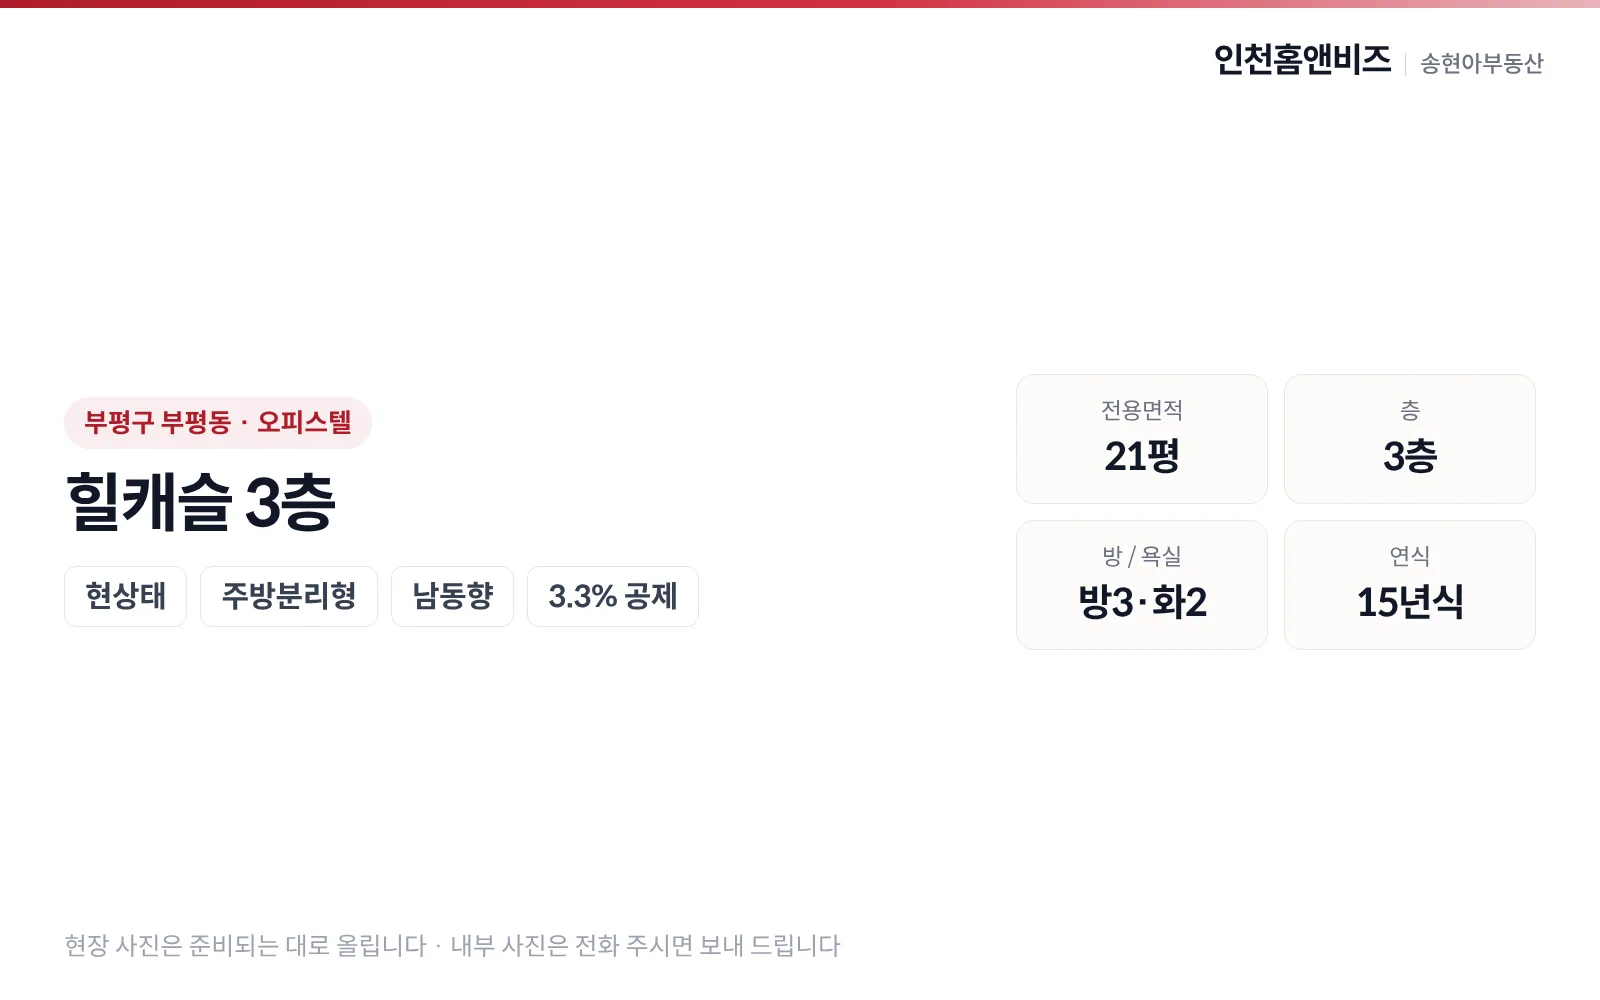 인천홈앤비즈 송현아부동산
부평구 부평동 · 오피스텔
힐캐슬 3층
현상태 주방분리형 남동향 3.3% 공제
전용면적
21평
층
3층
방 / 욕실
방3·화2
연식
15년식
현장 사진은 준비되는 대로 올립니다 · 내부 사진은 전화 주시면 보내 드립니다